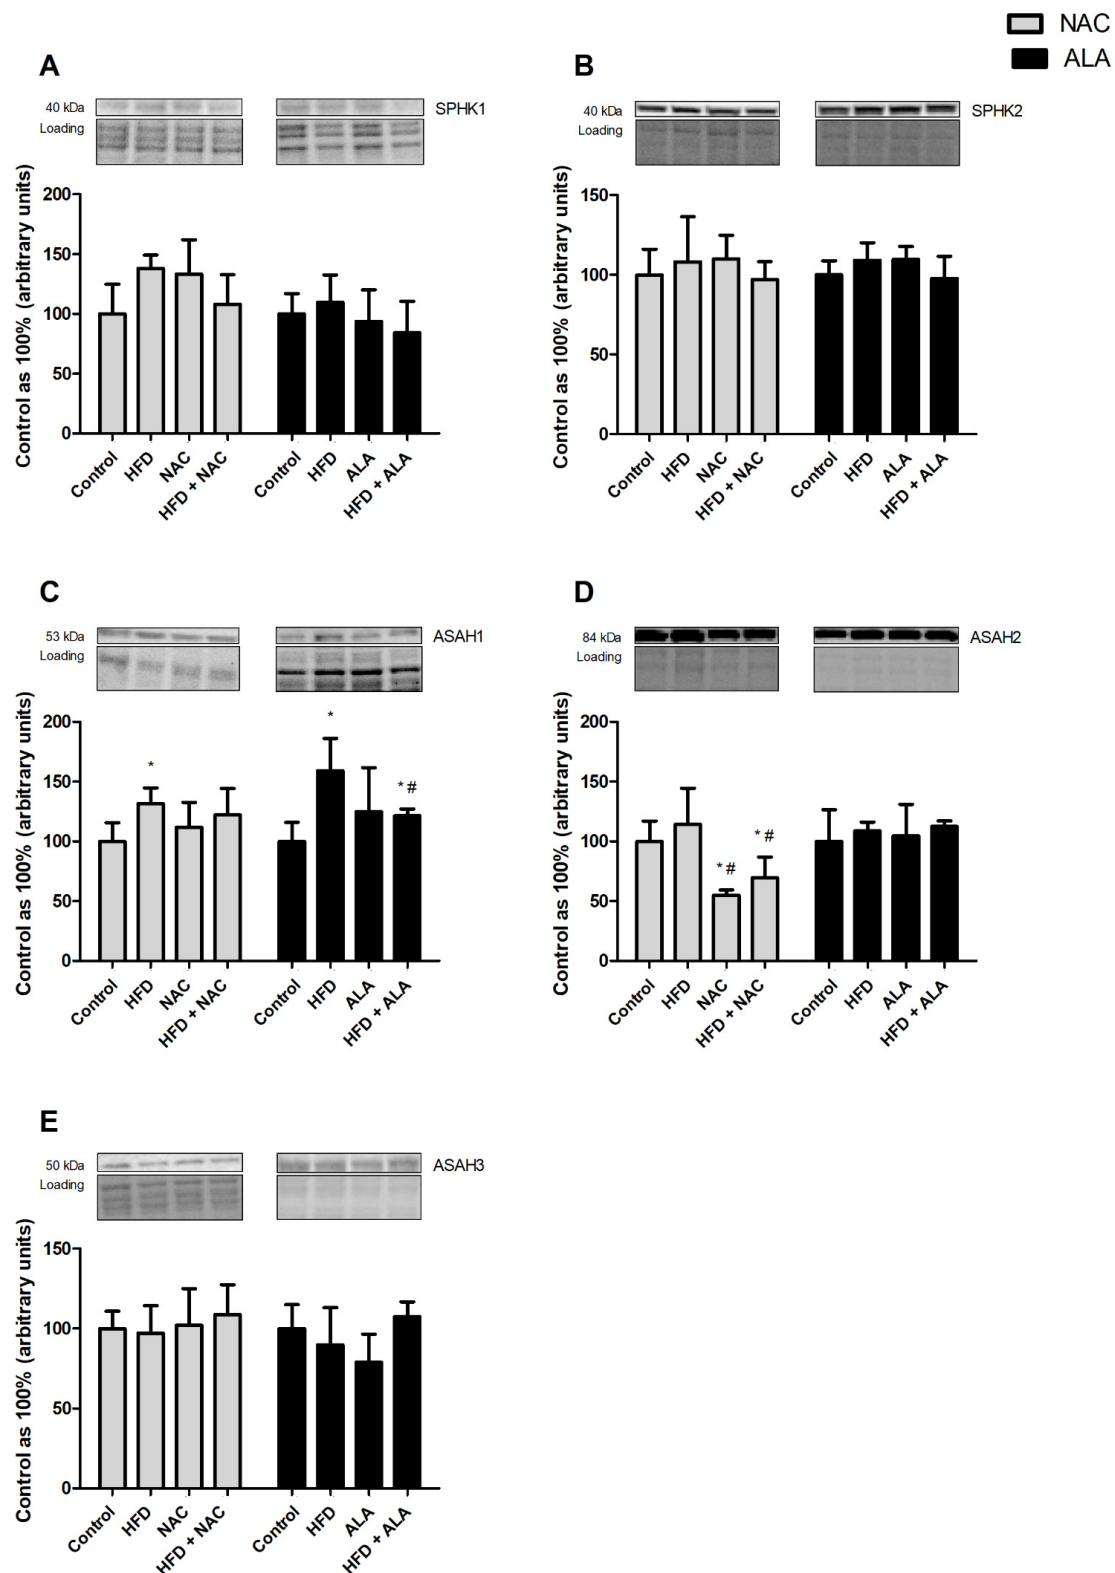 NAC
ALA
A
40 kDa
SPHK1
Loading
Control as 100% (arbitrary units)
200
150
100
50
0
Control
HFD
NAC
HFD + NAC
Control
HFD
ALA
HFD + ALA
B
40 kDa
SPHK2
Loading
Control as 100% (arbitrary units)
150
100
50
0
Control
HFD
NAC
HFD + NAC
Control
HFD
ALA
HFD + ALA
C
53 kDa
ASAH1
Loading
Control as 100% (arbitrary units)
200
150
100
50
0
*
*
* #
Control
HFD
NAC
HFD + NAC
Control
HFD
ALA
HFD + ALA
D
84 kDa
ASAH2
Loading
Control as 100% (arbitrary units)
200
150
100
50
0
* #
* #
Control
HFD
NAC
HFD + NAC
Control
HFD
ALA
HFD + ALA
E
50 kDa
ASAH3
Loading
Control as 100% (arbitrary units)
150
100
50
0
Control
HFD
NAC
HFD + NAC
Control
HFD
ALA
HFD + ALA